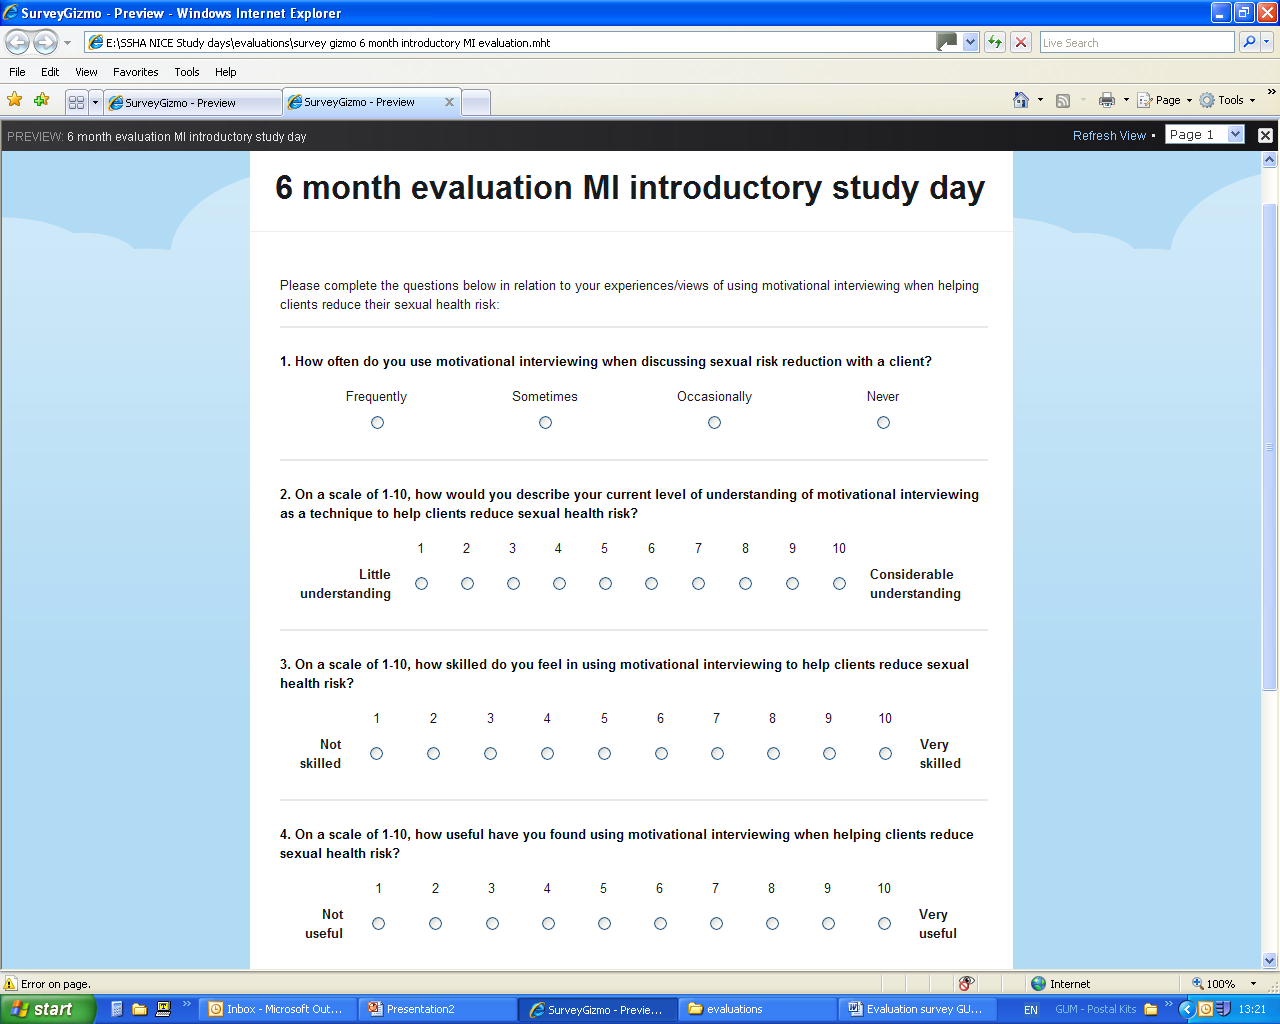 SurveyGizmo - Preview - Windows Internet Explorer
E:\SSHA NICE Study days\evaluations\survey gizmo 6 month introductory MI evaluation.mht
Live Search
File Edit View Favorites Tools Help
SurveyGizmo - Preview
SurveyGizmo - Preview
Page Tools
PREVIEW: 6 month evaluation MI introductory study day
Refresh View • Page 1
6 month evaluation MI introductory study day
Please complete the questions below in relation to your experiences/views of using motivational interviewing when helping
clients reduce their sexual health risk:
1. How often do you use motivational interviewing when discussing sexual risk reduction with a client?
Frequently Sometimes Occasionally Never
2. On a scale of 1-10, how would you describe your current level of understanding of motivational interviewing
as a technique to help clients reduce sexual health risk?
1 2 3 4 5 6 7 8 9 10
Little
understanding
Considerable
understanding
3. On a scale of 1-10, how skilled do you feel in using motivational interviewing to help clients reduce sexual
health risk?
1 2 3 4 5 6 7 8 9 10
Not
skilled
Very
skilled
4. On a scale of 1-10, how useful have you found using motivational interviewing when helping clients reduce
sexual health risk?
1 2 3 4 5 6 7 8 9 10
Not
useful
Very
useful
Error on page.
Internet
100%
start
Inbox - Microsoft Out...
Presentation2
SurveyGizmo - Previe...
evaluations
Evaluation survey GU...
EN
GUM - Postal Kits
13:21